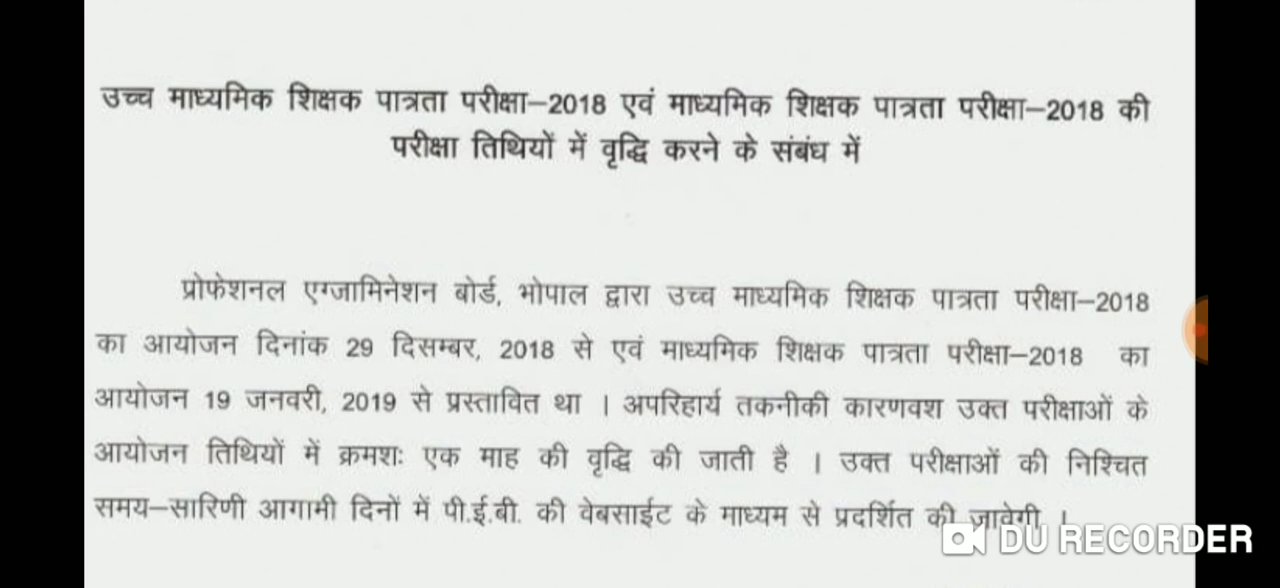 उच्च माध्यमिक शिक्षक पात्रता परीक्षा–2018 एवं माध्यमिक शिक्षक पात्रता परीक्षा–2018 की
परीक्षा तिथियों में वृद्धि करने के संबंध में
प्रोफेशनल एग्जामिनेशन बोर्ड, भोपाल द्वारा उच्च माध्यमिक शिक्षक पात्रता परीक्षा–2018
का आयोजन दिनांक 29 दिसम्बर, 2018 से एवं माध्यमिक शिक्षक पात्रता परीक्षा–2018 का
आयोजन 19 जनवरी, 2019 से प्रस्तावित था । अपरिहार्य तकनीकी कारणवश उक्त परीक्षाओं के
आयोजन तिथियों में क्रमशः एक माह की वृद्धि की जाती है । उक्त परीक्षाओं की निश्चित
समय–सारिणी आगामी दिनों में पी.ई.बी. की वेबसाईट के माध्यम से प्रदर्शित की जावेगी ।
DU RECORDER